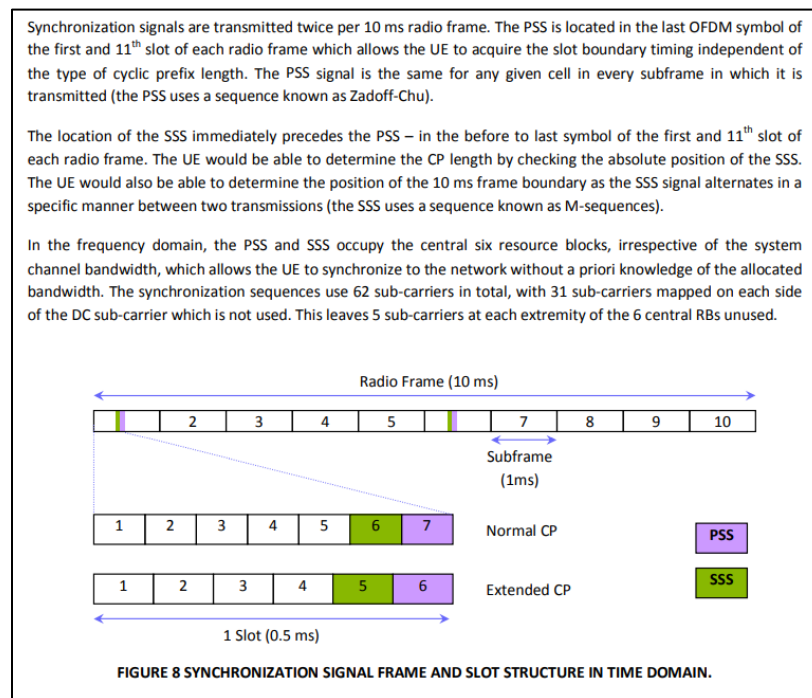 Synchronization signals are transmitted twice per 10 ms radio frame. The PSS is located in the last OFDM symbol of
the first and 11th slot of each radio frame which allows the UE to acquire the slot boundary timing independent of
the type of cyclic prefix length. The PSS signal is the same for any given cell in every subframe in which it is
transmitted (the PSS uses a sequence known as Zadoff-Chu).
The location of the SSS immediately precedes the PSS – in the before to last symbol of the first and 11th slot of
each radio frame. The UE would be able to determine the CP length by checking the absolute position of the SSS.
The UE would also be able to determine the position of the 10 ms frame boundary as the SSS signal alternates in a
specific manner between two transmissions (the SSS uses a sequence known as M-sequences).
In the frequency domain, the PSS and SSS occupy the central six resource blocks, irrespective of the system
channel bandwidth, which allows the UE to synchronize to the network without a priori knowledge of the allocated
bandwidth. The synchronization sequences use 62 sub-carriers in total, with 31 sub-carriers mapped on each side
of the DC sub-carrier which is not used. This leaves 5 sub-carriers at each extremity of the 6 central RBs unused.
Radio Frame (10 ms)
2 3 4 5 7 8 9 10
Subframe
(1ms)
1 2 3 4 5 6 7 Normal CP PSS
1 2 3 4 5 6 Extended CP SSS
1 Slot (0.5 ms)
FIGURE 8 SYNCHRONIZATION SIGNAL FRAME AND SLOT STRUCTURE IN TIME DOMAIN.